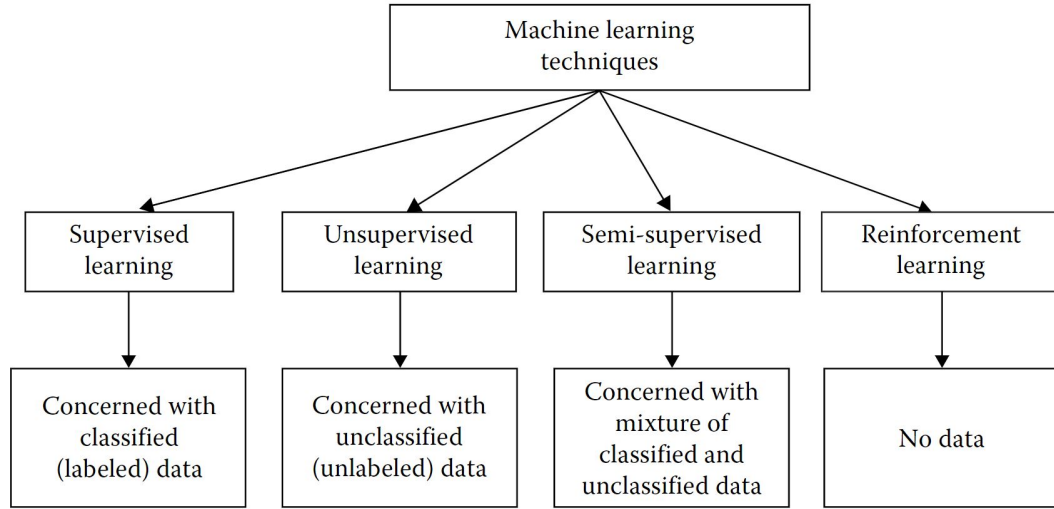 Machine learning
techniques
Supervised
learning
Unsupervised
learning
Semi-supervised
learning
Reinforcement
learning
Concerned with
classified
(labeled) data
Concerned with
unclassified
(unlabeled) data
Concerned with
mixture of
classified and
unclassified data
No data